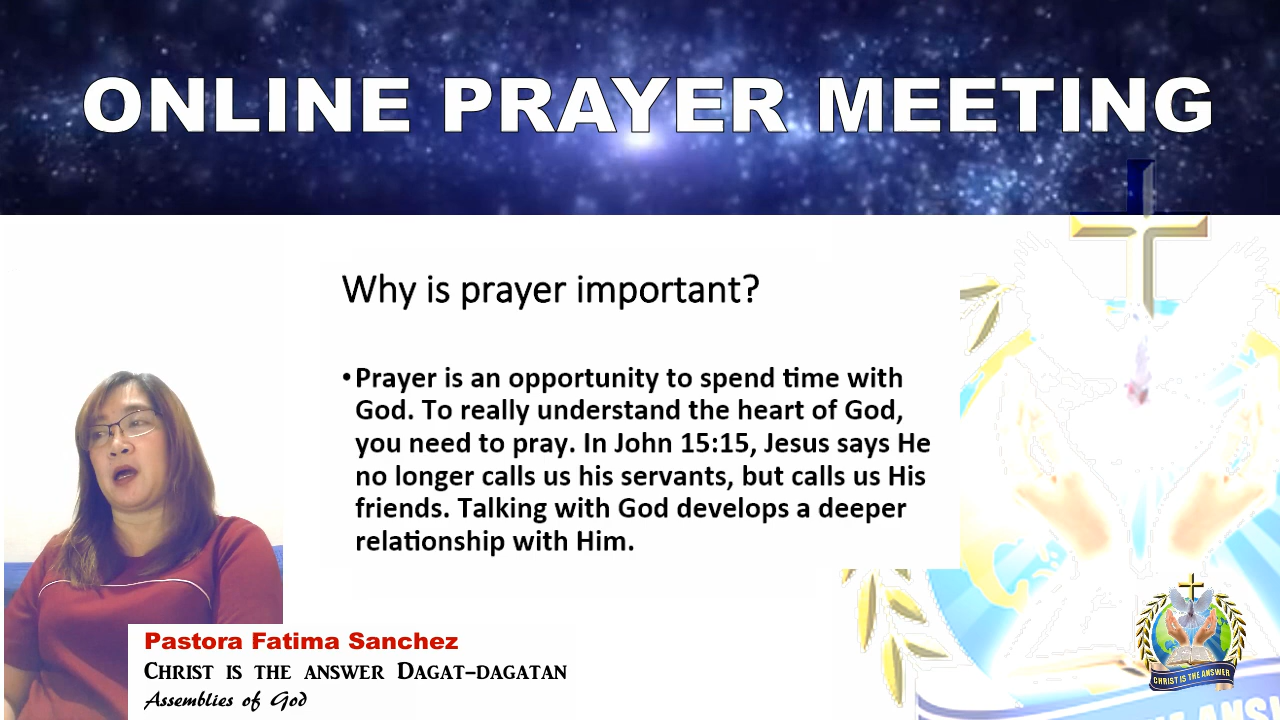 ONLINE PRAYER MEETING
Why is prayer important?
•Prayer is an opportunity to spend time with
God. To really understand the heart of God,
you need to pray. In John 15:15, Jesus says He
no longer calls us his servants, but calls us His
friends. Talking with God develops a deeper
relationship with Him.
Pastora Fatima Sanchez
Christ is the answer Dagat-dagatan
Assemblies of God
CHRIST IS THE ANSWER